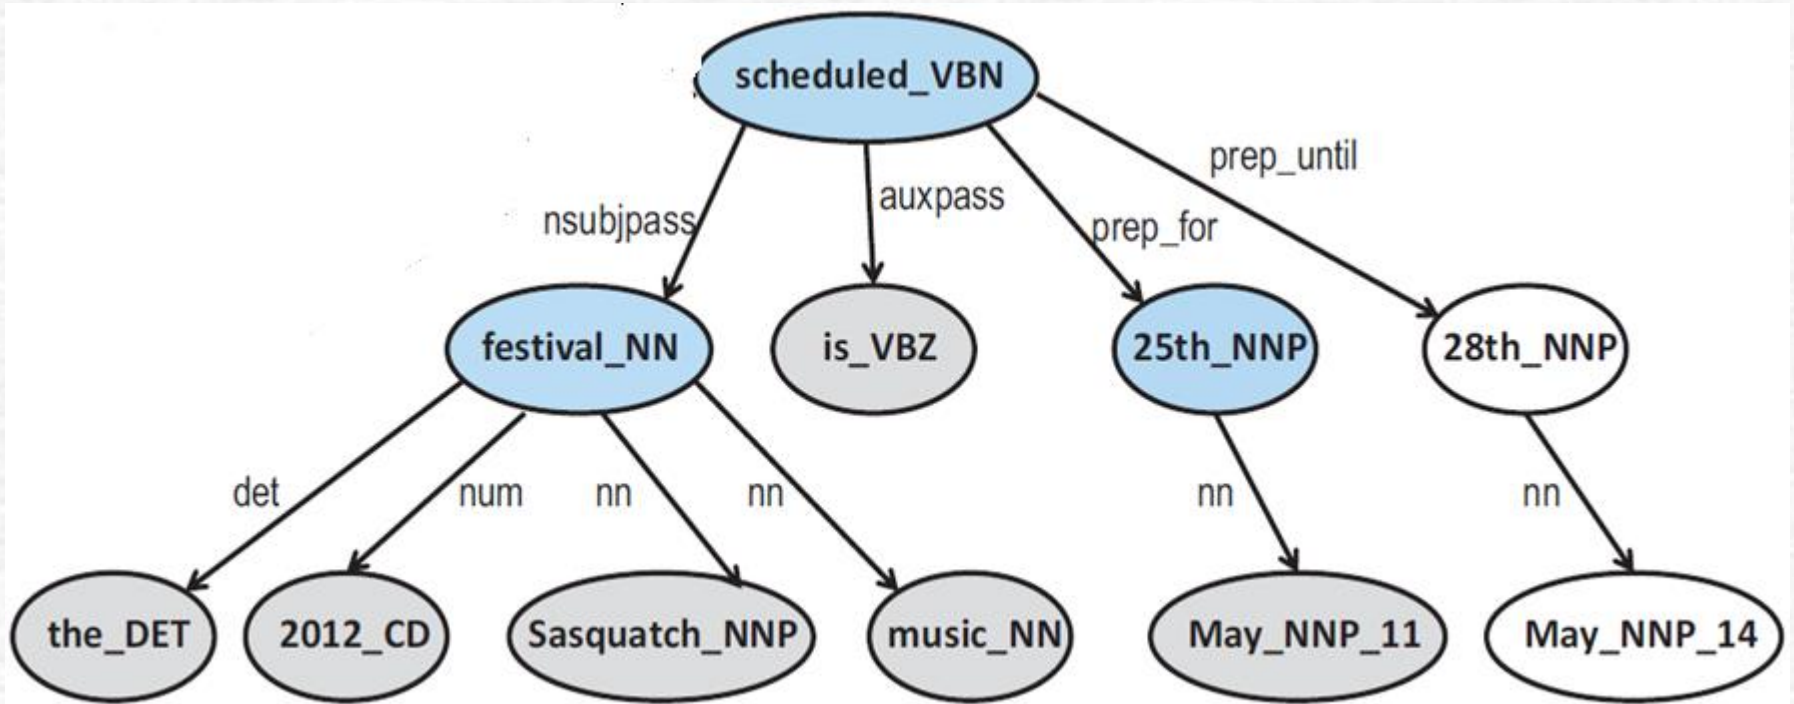 scheduled_VBN
prep_until
auxpass
nsubjpass
prep_for
festival_NN
is_VBZ
25th_NNP
28th_NNP
det
num
nn
nn
nn
nn
the_DET
2012_CD
Sasquatch_NNP
music_NN
May_NNP_11
May_NNP_14